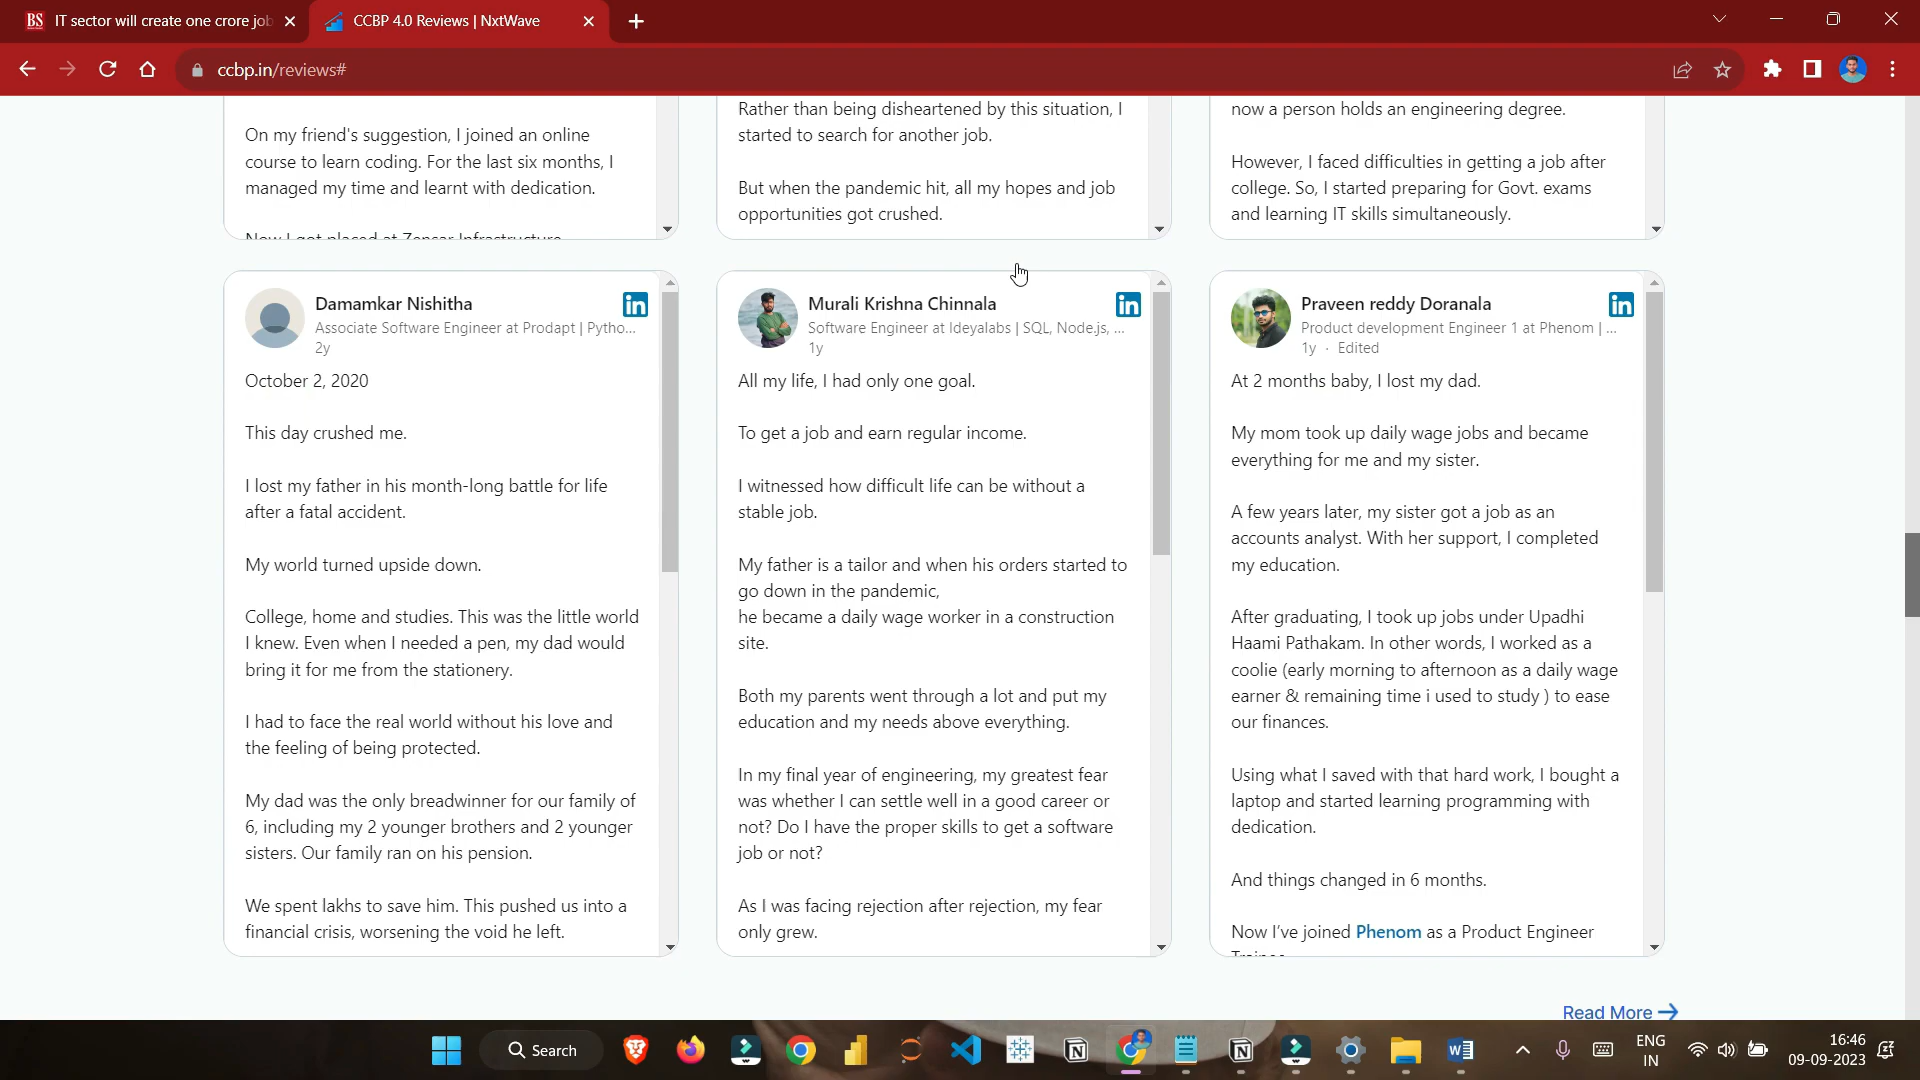 BS IT sector will create one crore job
CCBP 4.0 Reviews | NxtWave
ccbp.in/reviews#
On my friend's suggestion, I joined an online
course to learn coding. For the last six months, I
managed my time and learnt with dedication.
Now I got placed at Zensar Infrastructure
Rather than being disheartened by this situation, I
started to search for another job.
But when the pandemic hit, all my hopes and job
opportunities got crushed.
now a person holds an engineering degree.
However, I faced difficulties in getting a job after
college. So, I started preparing for Govt. exams
and learning IT skills simultaneously.
Damamkar Nishitha
in
Associate Software Engineer at Prodapt | Pytho...
2y
October 2, 2020
This day crushed me.
I lost my father in his month-long battle for life
after a fatal accident.
My world turned upside down.
College, home and studies. This was the little world
I knew. Even when I needed a pen, my dad would
bring it for me from the stationery.
I had to face the real world without his love and
the feeling of being protected.
My dad was the only breadwinner for our family of
6, including my 2 younger brothers and 2 younger
sisters. Our family ran on his pension.
We spent lakhs to save him. This pushed us into a
financial crisis, worsening the void he left.
Murali Krishna Chinnala
in
Software Engineer at Ideyalabs | SQL, Node.js, ...
1y
All my life, I had only one goal.
To get a job and earn regular income.
I witnessed how difficult life can be without a
stable job.
My father is a tailor and when his orders started to
go down in the pandemic,
he became a daily wage worker in a construction
site.
Both my parents went through a lot and put my
education and my needs above everything.
In my final year of engineering, my greatest fear
was whether I can settle well in a good career or
not? Do I have the proper skills to get a software
job or not?
As I was facing rejection after rejection, my fear
only grew.
Praveen reddy Doranala
in
Product development Engineer 1 at Phenom | ...
1y · Edited
At 2 months baby, I lost my dad.
My mom took up daily wage jobs and became
everything for me and my sister.
A few years later, my sister got a job as an
accounts analyst. With her support, I completed
my education.
After graduating, I took up jobs under Upadhi
Haami Pathakam. In other words, I worked as a
coolie (early morning to afternoon as a daily wage
earner & remaining time i used to study ) to ease
our finances.
Using what I saved with that hard work, I bought a
laptop and started learning programming with
dedication.
And things changed in 6 months.
Now I've joined Phenom as a Product Engineer
Trainee
Read More →
Search
ENG
IN
16:46
09-09-2023